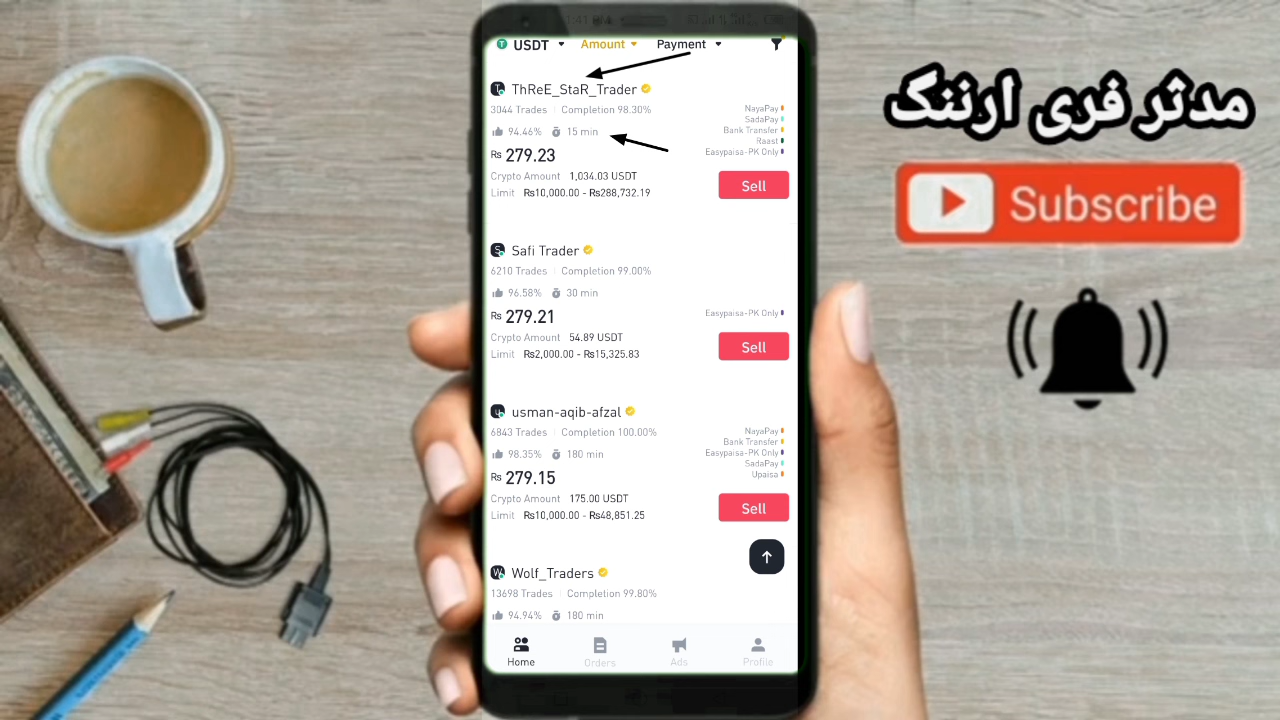 1:41 PM
USDT Amount Payment
ThReE_StaR_Trader
3044 Trades Completion 98.30%
94.46% 15 min
NayaPay
SadaPay
Bank Transfer
Raast
Easypaisa-PK Only
Rs 279.23
Crypto Amount 1,034.03 USDT
Limit Rs10,000.00 - Rs288,732.19
Sell
Safi Trader
6210 Trades Completion 99.00%
96.58% 30 min
Rs 279.21
Easypaisa-PK Only
Crypto Amount 54.89 USDT
Limit Rs2,000.00 - Rs15,325.83
Sell
usman-aqib-afzal
6843 Trades Completion 100.00%
98.35% 180 min
NayaPay
Bank Transfer
Easypaisa-PK Only
SadaPay
Upaisa
Rs 279.15
Crypto Amount 175.00 USDT
Limit Rs10,000.00 - Rs48,851.25
Sell
Wolf_Traders
13698 Trades Completion 99.80%
94.94% 180 min
Home Orders Ads Profile
مدثر فری ارننگ
Subscribe